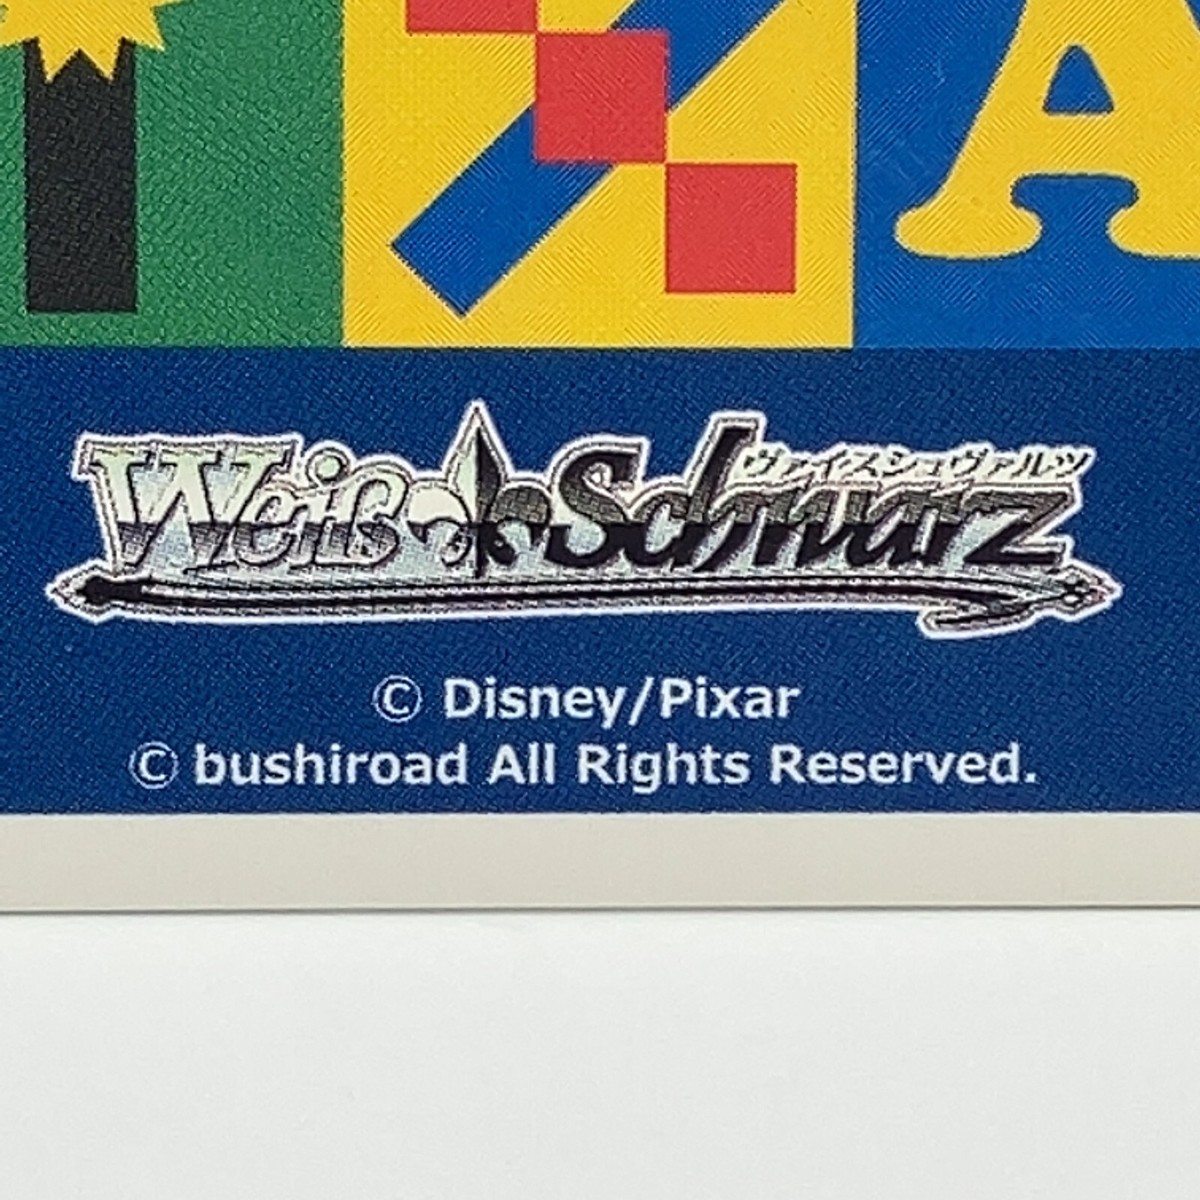 A
ヴァイスシュヴァルツ
Weiß Schwarz
© Disney/Pixar
© bushiroad All Rights Reserved.